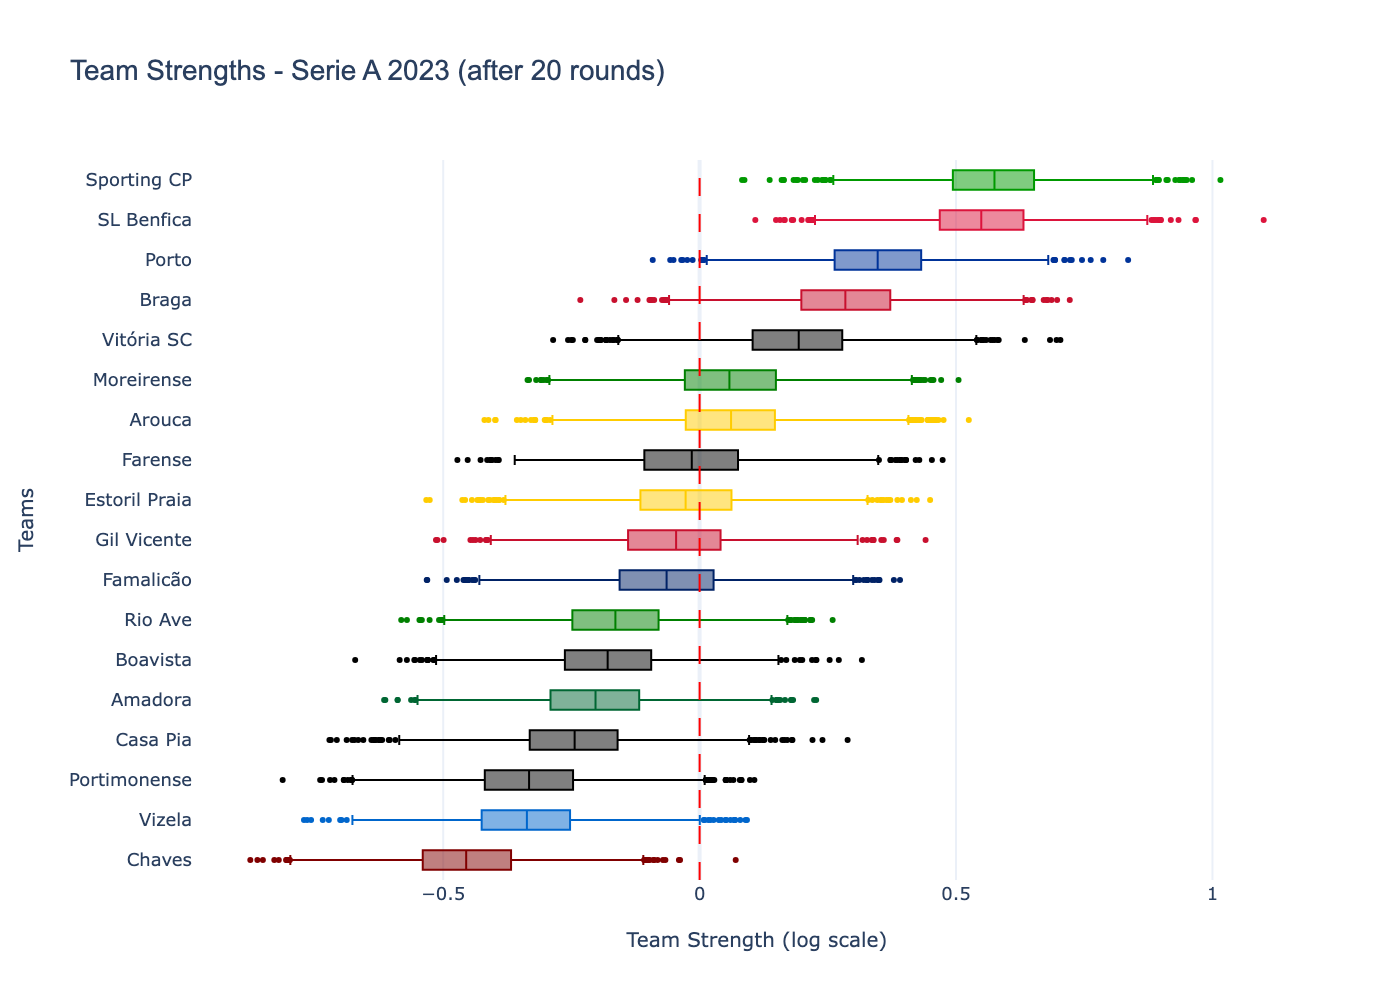 Team Strengths - Serie A 2023 (after 20 rounds)
Teams
Sporting CP
SL Benfica
Porto
Braga
Vitória SC
Moreirense
Arouca
Farense
Estoril Praia
Gil Vicente
Famalicão
Rio Ave
Boavista
Amadora
Casa Pia
Portimonense
Vizela
Chaves
−0.5 0 0.5 1
Team Strength (log scale)